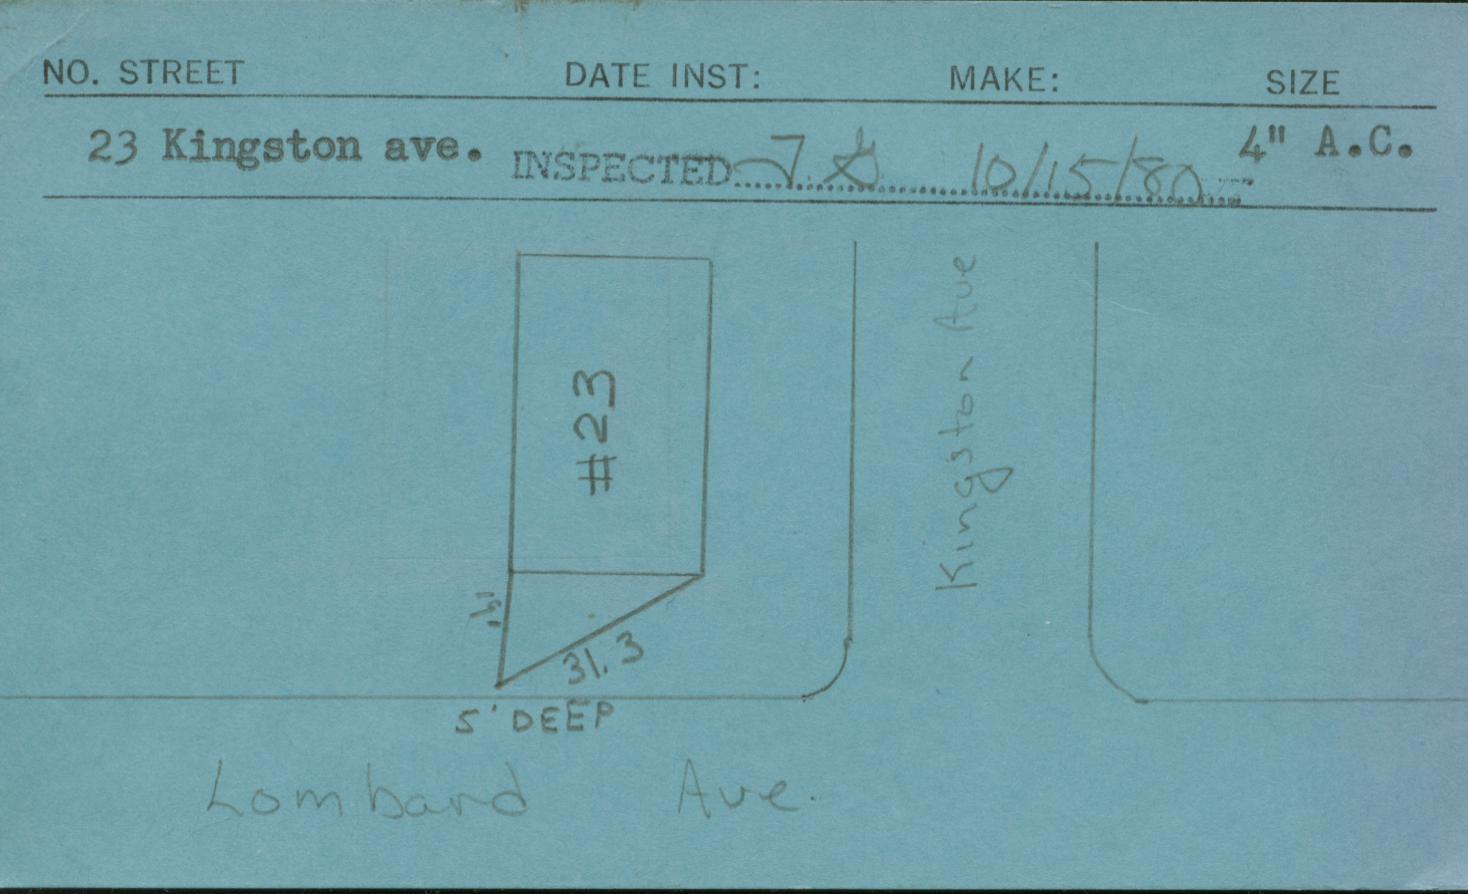 NO. STREET DATE INST: MAKE: SIZE
23 Kingston ave. INSPECTED 10/15/80 4" A.C.
#23
Kingston Ave
31.3
5' DEEP
Lombard Ave.